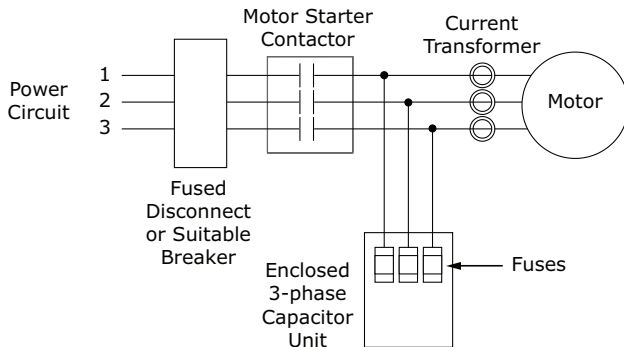 Motor Starter
Contactor
Current
Transformer
Power
Circuit
1
2
3
Motor
Fused
Disconnect
or Suitable
Breaker
Enclosed
3-phase
Capacitor
Unit
Fuses